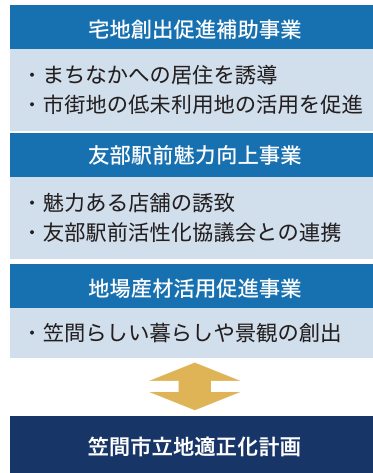 宅地創出促進補助事業
・まちなかへの居住を誘導
・市街地の低未利用地の活用を促進
友部駅前魅力向上事業
・魅力ある店舗の誘致
・友部駅前活性化協議会との連携
地場産材活用促進事業
・笠間らしい暮らしや景観の創出
笠間市立地適正化計画